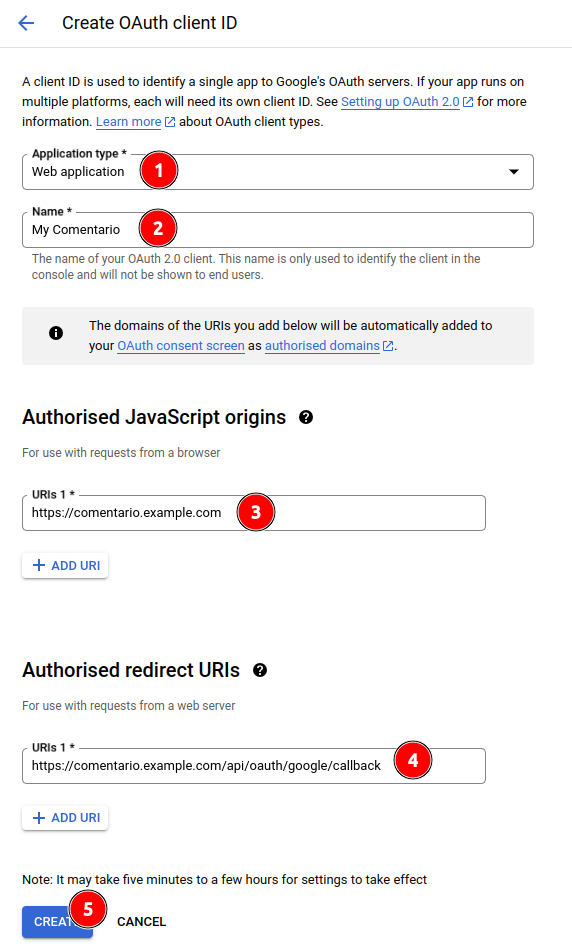 Create OAuth client ID
A client ID is used to identify a single app to Google's OAuth servers. If your app runs on
multiple platforms, each will need its own client ID. See Setting up OAuth 2.0 for more
information. Learn more about OAuth client types.
Application type *
Web application
1
Name *
My Comentario
2
The name of your OAuth 2.0 client. This name is only used to identify the client in the
console and will not be shown to end users.
The domains of the URIs you add below will be automatically added to
your OAuth consent screen as authorised domains.
Authorised JavaScript origins
For use with requests from a browser
URIs 1 *
https://comentario.example.com
3
ADD URI
Authorised redirect URIs
For use with requests from a web server
URIs 1 *
https://comentario.example.com/api/oauth/google/callback
4
ADD URI
Note: It may take five minutes to a few hours for settings to take effect
5
CREAT
CANCEL